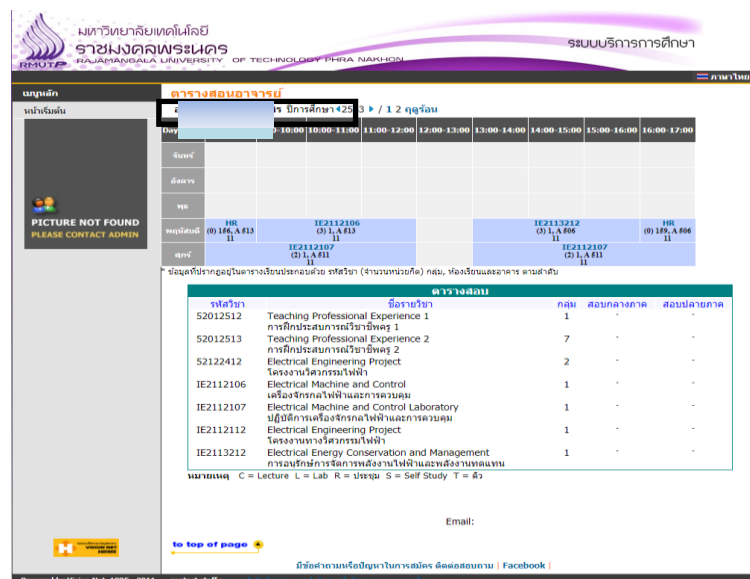 มหาวิทยาลัยเทคโนโลยี
ราชมงคลพระนคร
RAJAMANGALA UNIVERSITY OF TECHNOLOGY PHRA NAKHON
RMUTP
ระบบบริการการศึกษา
ภาษาไทย
เมนูหลัก
หน้าเริ่มต้น
PICTURE NOT FOUND
PLEASE CONTACT ADMIN
ตารางสอนอาจารย์
ปีการศึกษา 25 3 / 1 2 ฤดูร้อน
Day -10:00 10:00-11:00 11:00-12:00 12:00-13:00 13:00-14:00 14:00-15:00 15:00-16:00 16:00-17:00
จันทร์
อังคาร
พุธ
พฤหัสบดี
HR
IE2112106
(3) 1, A ศ13
11
IE2113212
(3) 1, A ศ06
11
HR
ศุกร์
IE2112107
(2) 1, A ศ11
11
IE2112107
(2) 1, A ศ11
11
* ข้อมูลที่ปรากฏอยู่ในตารางเรียนประกอบด้วย รหัสวิชา (จำนวนหน่วยกิต) กลุ่ม, ห้องเรียนและอาคาร ตามลำดับ
ตารางสอบ
รหัสวิชา ชื่อรายวิชา กลุ่ม สอบกลางภาค สอบปลายภาค
52012512 Teaching Professional Experience 1 1 - -
การฝึกประสบการณ์วิชาชีพครู 1
52012513 Teaching Professional Experience 2 7 - -
การฝึกประสบการณ์วิชาชีพครู 2
52122412 Electrical Engineering Project 2 - -
โครงงานวิศวกรรมไฟฟ้า
IE2112106 Electrical Machine and Control 1 - -
เครื่องจักรกลไฟฟ้าและการควบคุม
IE2112107 Electrical Machine and Control Laboratory 1 - -
ปฏิบัติการเครื่องจักรกลไฟฟ้าและการควบคุม
IE2112112 Electrical Engineering Project 1 - -
โครงงานทางวิศวกรรมไฟฟ้า
IE2113212 Electrical Energy Conservation and Management 1 - -
การอนุรักษ์การจัดการพลังงานไฟฟ้าและพลังงานทดแทน
หมายเหตุ C = Lecture L = Lab R = ประชุม S = Self Study T = ติว
Email:
to top of page
มีข้อคำถามหรือปัญหาในการสมัคร ติดต่อสอบถาม | Facebook |
VISION NET